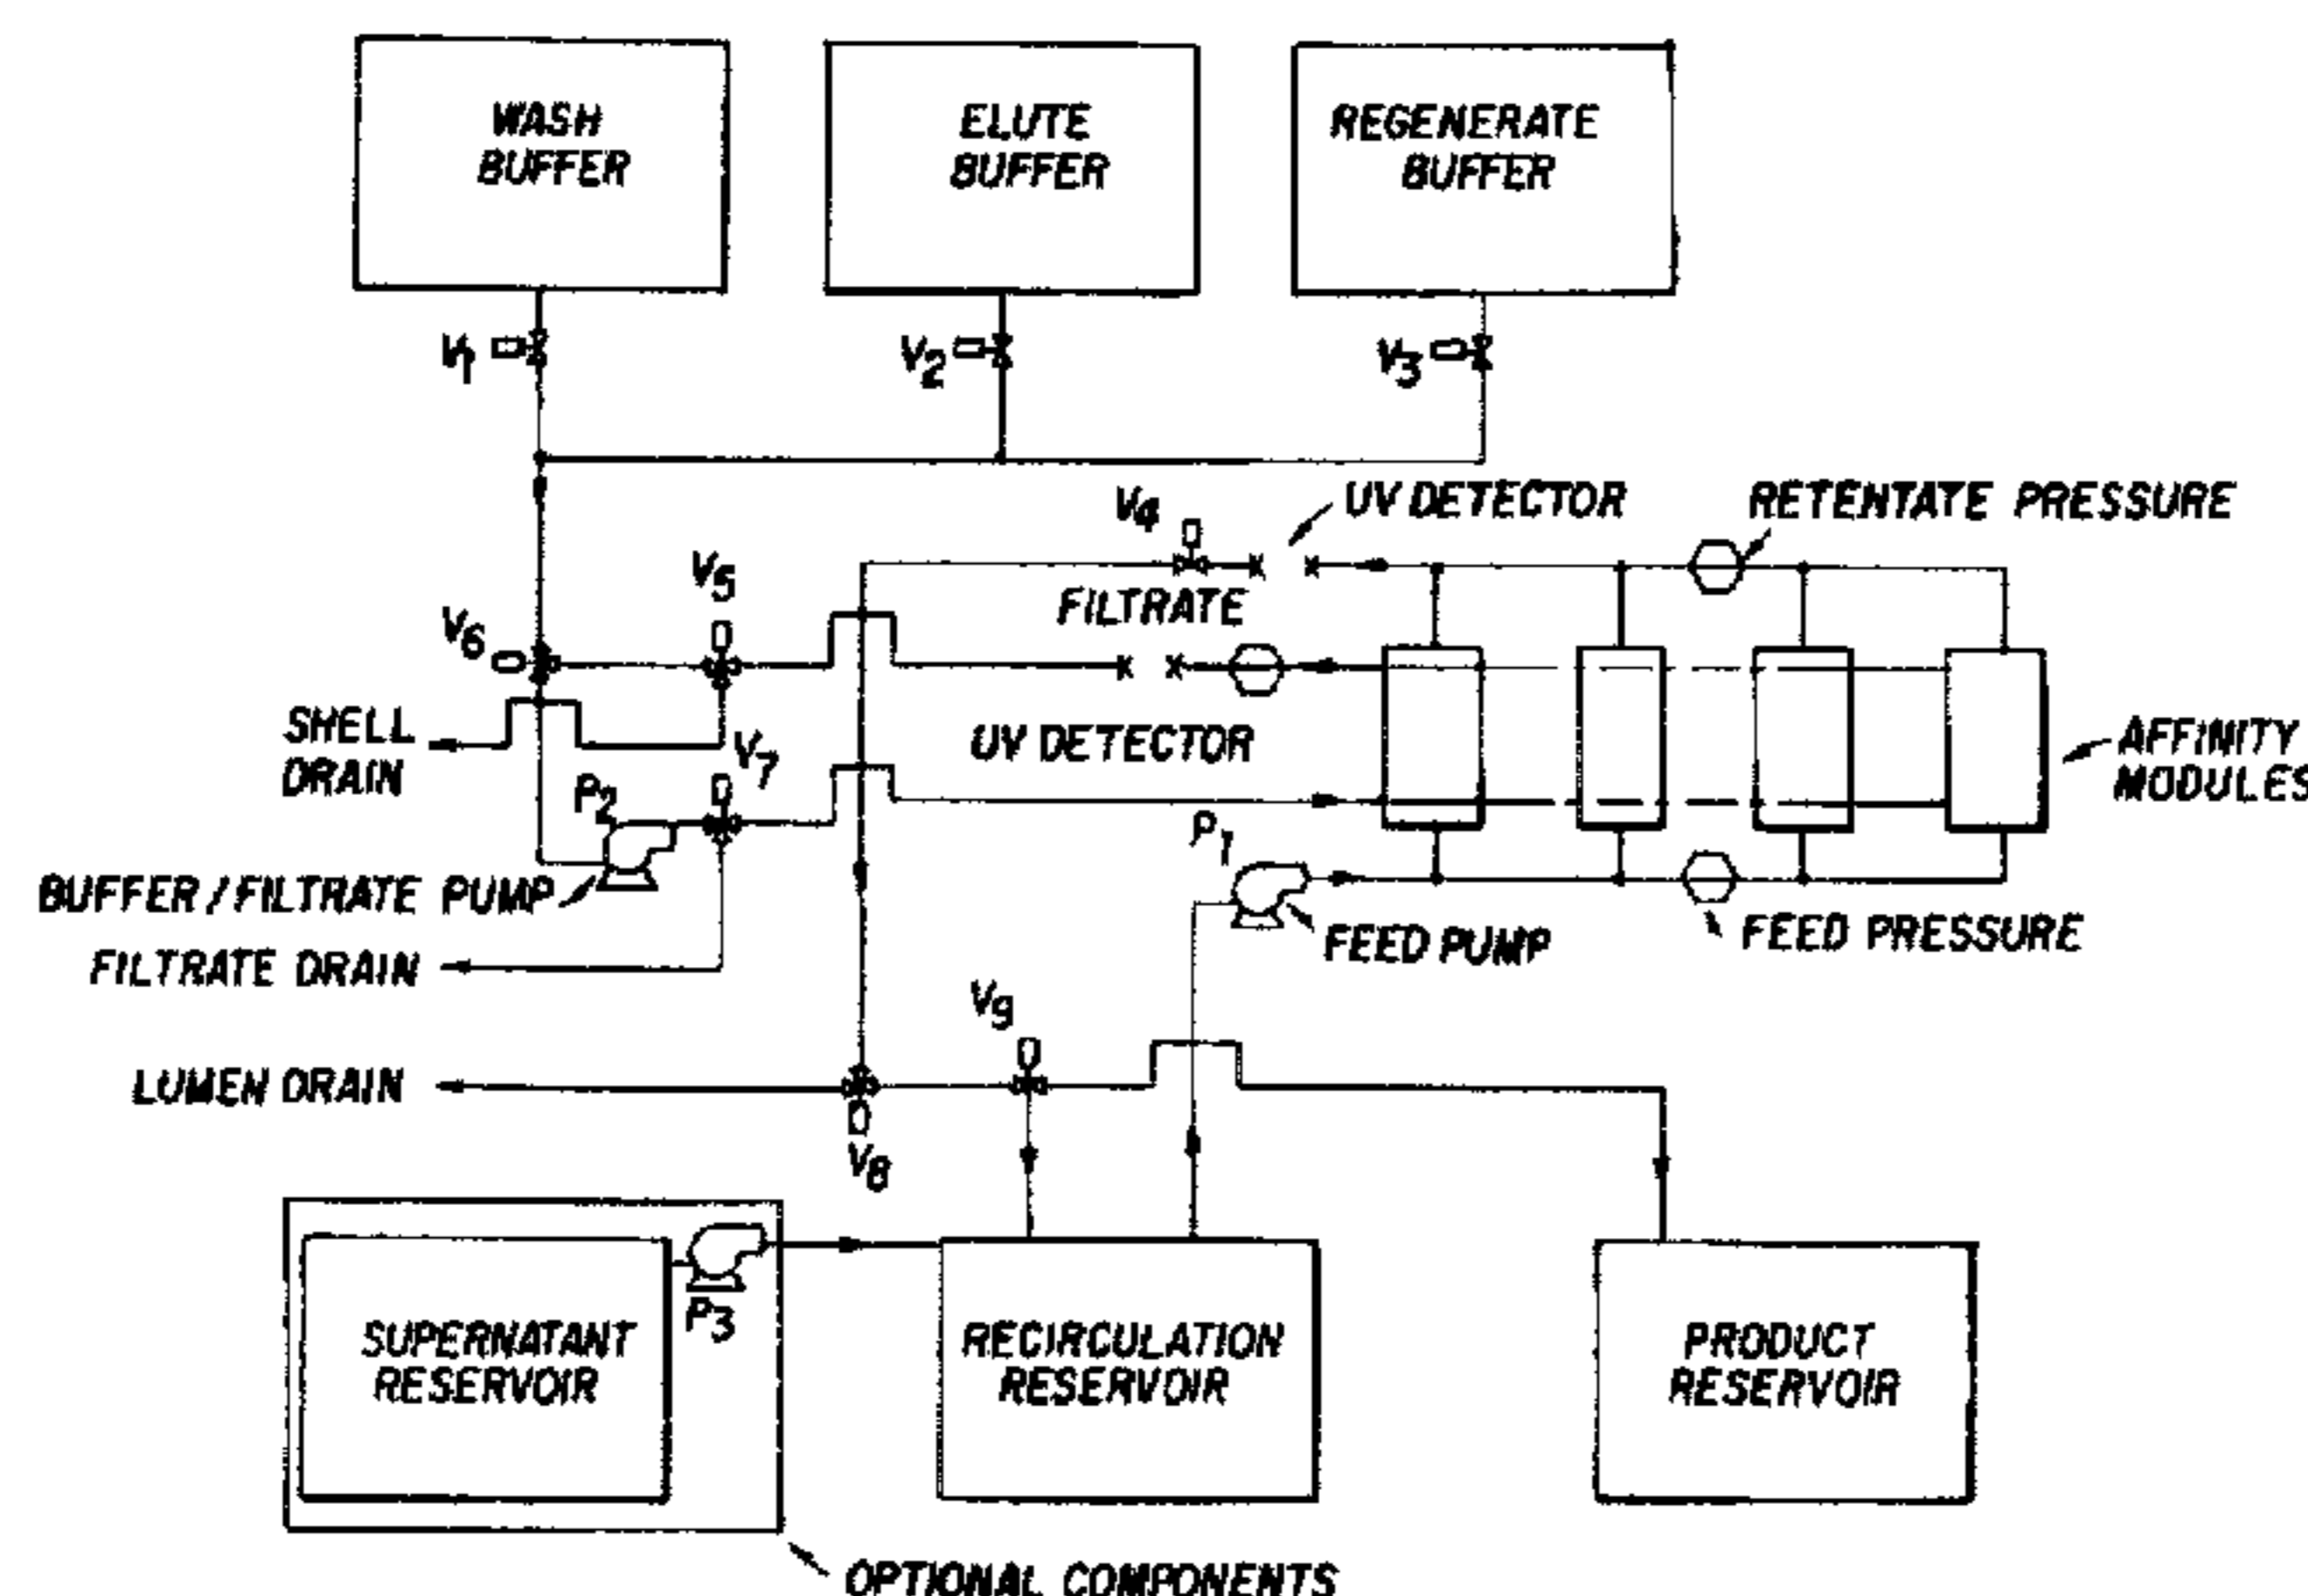 WASH
BUFFER
ELUTE
BUFFER
REGENERATE
BUFFER
V1
V2
V3
V4
UV DETECTOR
RETENTATE PRESSURE
V5
FILTRATE
V6
SHELL
DRAIN
UV DETECTOR
V7
AFFINITY
MODULES
P2
P1
BUFFER/FILTRATE PUMP
FEED PUMP
FEED PRESSURE
FILTRATE DRAIN
V9
LUMEN DRAIN
V8
P3
SUPERNATANT
RESERVOIR
RECIRCULATION
RESERVOIR
PRODUCT
RESERVOIR
OPTIONAL COMPONENTS